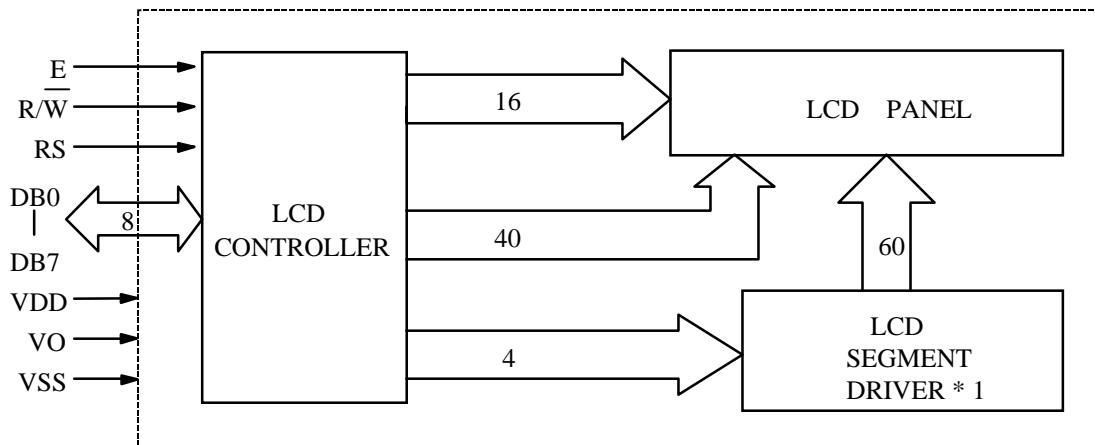 E
R/W
RS
DB0
DB7
VDD
VO
VSS
8
LCD
CONTROLLER
16
40
4
LCD PANEL
60
LCD
SEGMENT
DRIVER * 1